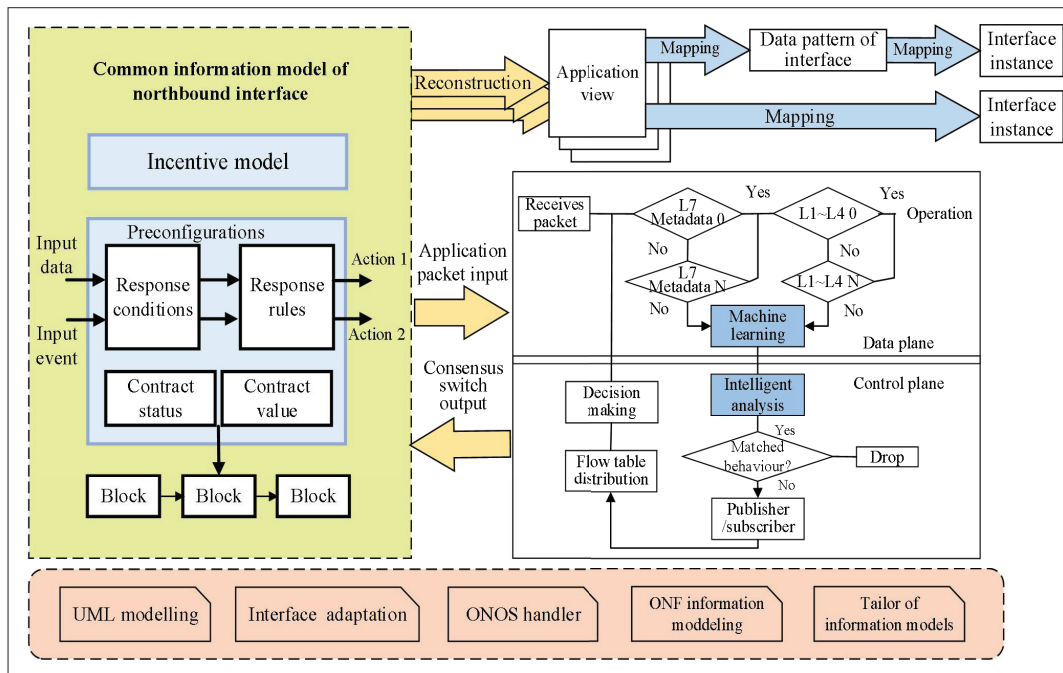 Common information model of
northbound interface
Incentive model
Preconfigurations
Input
data
Input
event
Response
conditions
Response
rules
Action 1
Action 2
Contract
status
Contract
value
Block
Block
Block
Reconstruction
Application
view
Mapping
Data pattern of
interface
Mapping
Interface
instance
Mapping
Interface
instance
Application
packet input
Consensus
switch
output
Receives
packet
L7
Metadata 0
Yes
L1~L4 0
Yes
Operation
No
No
L7
Metadata N
L1~L4 N
No
No
Machine
learning
Data plane
Control plane
Decision
making
Intelligent
analysis
Yes
Flow table
distribution
Matched
behaviour?
Drop
No
Publisher
/subscriber
UML modelling
Interface adaptation
ONOS handler
ONF information
moddeling
Tailor of
information models